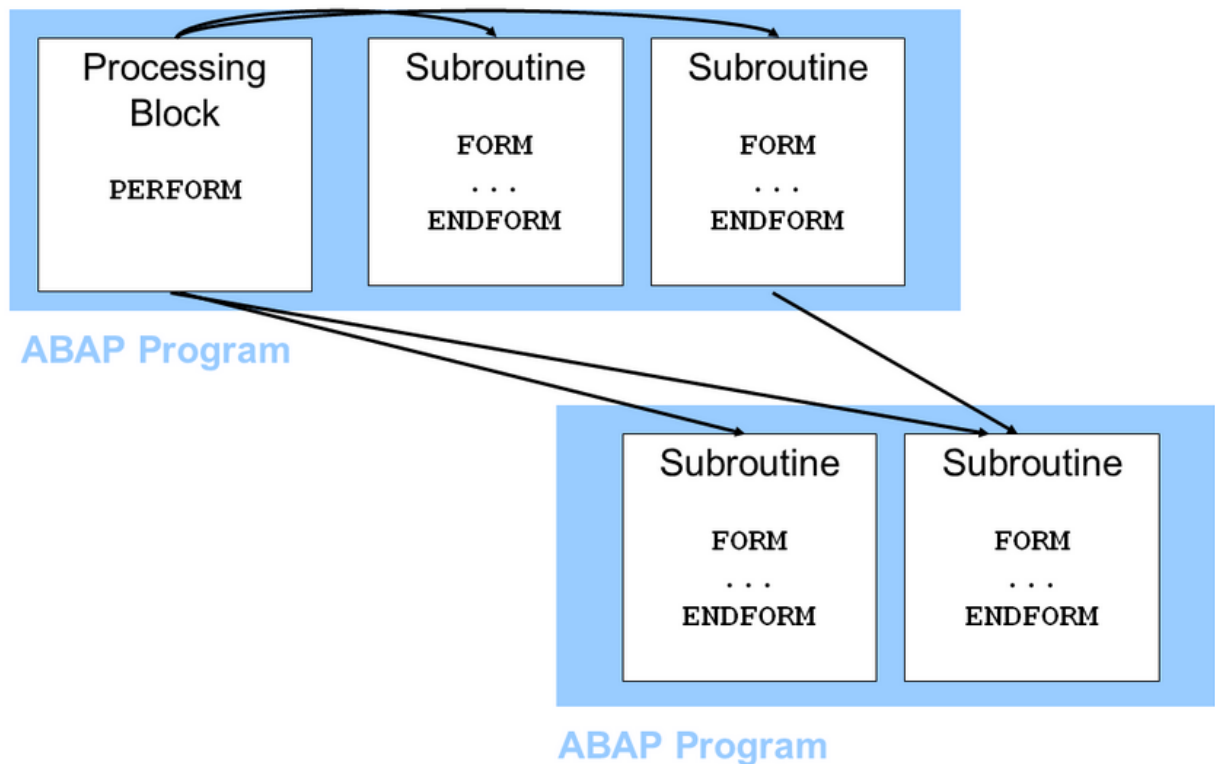 Processing
Block
PERFORM
Subroutine
FORM
...
ENDFORM
Subroutine
FORM
...
ENDFORM
ABAP Program
Subroutine
FORM
...
ENDFORM
Subroutine
FORM
...
ENDFORM
ABAP Program